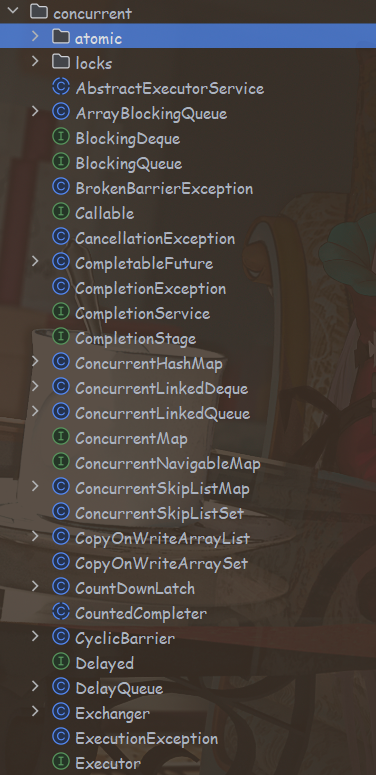 concurrent
atomic
locks
AbstractExecutorService
ArrayBlockingQueue
BlockingDeque
BlockingQueue
BrokenBarrierException
Callable
CancellationException
CompletableFuture
CompletionException
CompletionService
CompletionStage
ConcurrentHashMap
ConcurrentLinkedDeque
ConcurrentLinkedQueue
ConcurrentMap
ConcurrentNavigableMap
ConcurrentSkipListMap
ConcurrentSkipListSet
CopyOnWriteArrayList
CopyOnWriteArraySet
CountDownLatch
CountedCompleter
CyclicBarrier
Delayed
DelayQueue
Exchanger
ExecutionException
Executor